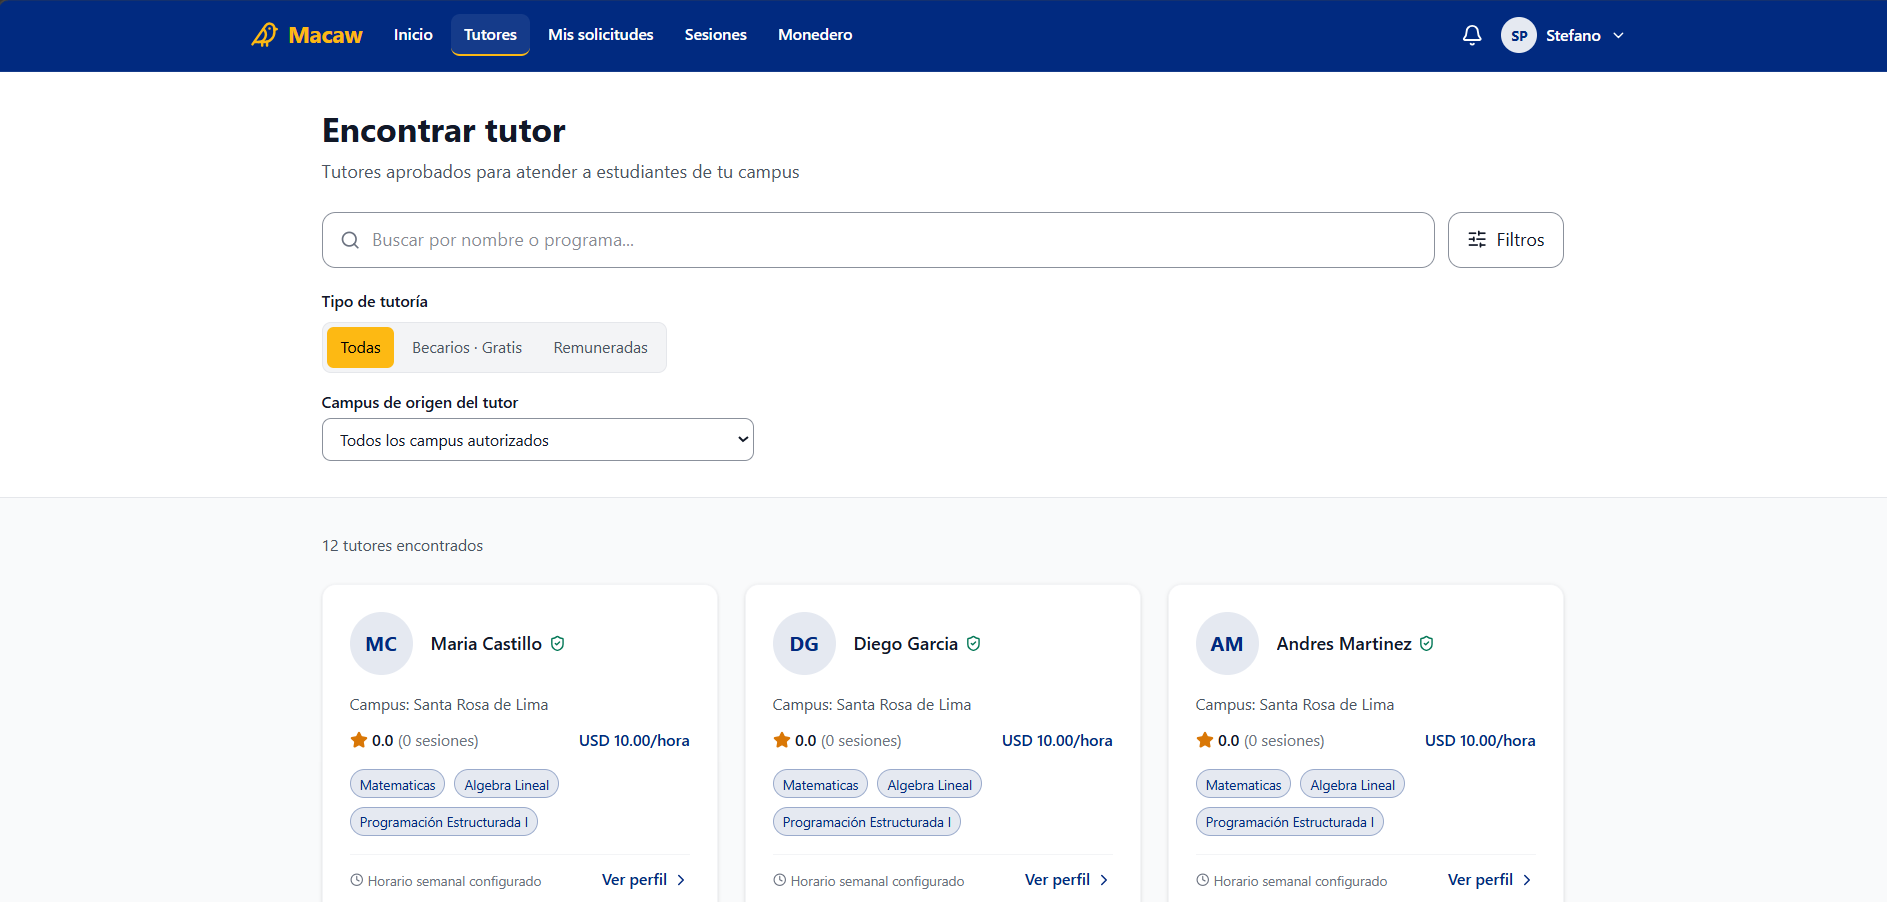 Macaw Inicio Tutores Mis solicitudes Sesiones Monedero SP Stefano
Encontrar tutor
Tutores aprobados para atender a estudiantes de tu campus
Buscar por nombre o programa... Filtros
Tipo de tutoría
Todas Becarios · Gratis Remuneradas
Campus de origen del tutor
Todos los campus autorizados
12 tutores encontrados
MC Maria Castillo
Campus: Santa Rosa de Lima
0.0 (0 sesiones) USD 10.00/hora
Matematicas Algebra Lineal
Programación Estructurada I
Horario semanal configurado Ver perfil
DG Diego Garcia
Campus: Santa Rosa de Lima
0.0 (0 sesiones) USD 10.00/hora
Matematicas Algebra Lineal
Programación Estructurada I
Horario semanal configurado Ver perfil
AM Andres Martinez
Campus: Santa Rosa de Lima
0.0 (0 sesiones) USD 10.00/hora
Matematicas Algebra Lineal
Programación Estructurada I
Horario semanal configurado Ver perfil